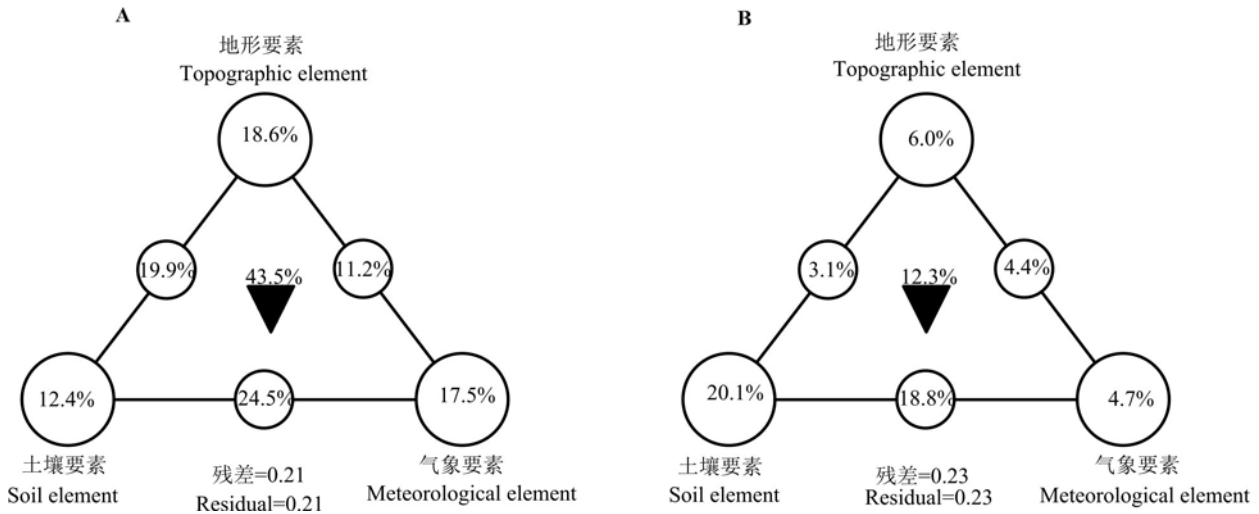 A
地形要素
Topographic element
18.6%
19.9%
43.5%
11.2%
12.4%
24.5%
17.5%
土壤要素
Soil element
残差=0.21
Residual=0.21
气象要素
Meteorological element
B
地形要素
Topographic element
6.0%
3.1%
12.3%
4.4%
20.1%
18.8%
4.7%
土壤要素
Soil element
残差=0.23
Residual=0.23
气象要素
Meteorological element